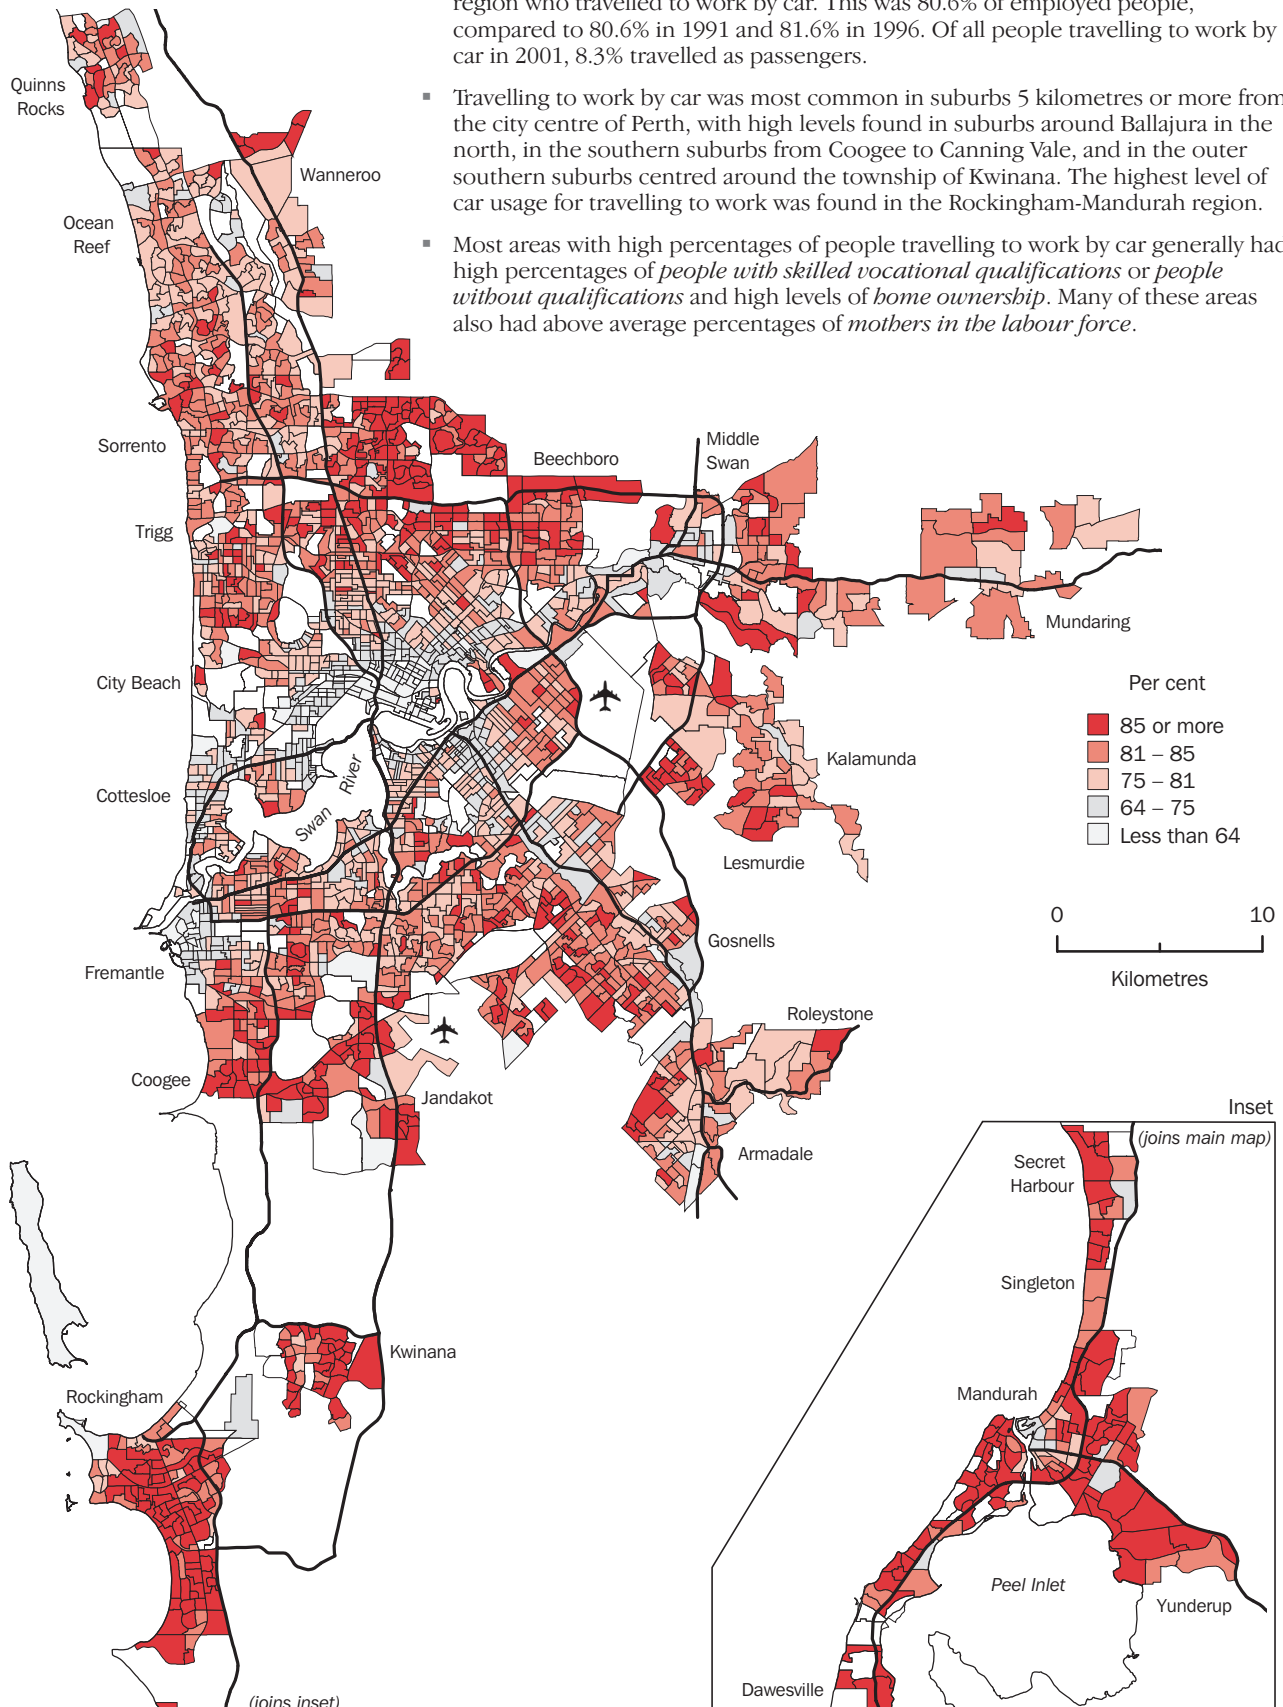 region who travelled to work by car. This was 80.6% of employed people,
compared to 80.6% in 1991 and 81.6% in 1996. Of all people travelling to work by
car in 2001, 8.3% travelled as passengers.
▪ Travelling to work by car was most common in suburbs 5 kilometres or more from
the city centre of Perth, with high levels found in suburbs around Ballajura in the
north, in the southern suburbs from Coogee to Canning Vale, and in the outer
southern suburbs centred around the township of Kwinana. The highest level of
car usage for travelling to work was found in the Rockingham-Mandurah region.
▪ Most areas with high percentages of people travelling to work by car generally had
high percentages of people with skilled vocational qualifications or people
without qualifications and high levels of home ownership. Many of these areas
also had above average percentages of mothers in the labour force.
Quinns
Rocks
Wanneroo
Ocean
Reef
Sorrento
Middle
Swan
Beechboro
Trigg
Mundaring
City Beach
Per cent
85 or more
81 – 85
75 – 81
64 – 75
Less than 64
Kalamunda
Cottesloe
Swan River
Lesmurdie
0 10
Kilometres
Gosnells
Fremantle
Roleystone
Coogee
Jandakot
Armadale
Inset
(joins main map)
Secret
Harbour
Singleton
Kwinana
Rockingham
Mandurah
Peel Inlet
Yunderup
Dawesville
(joins inset)